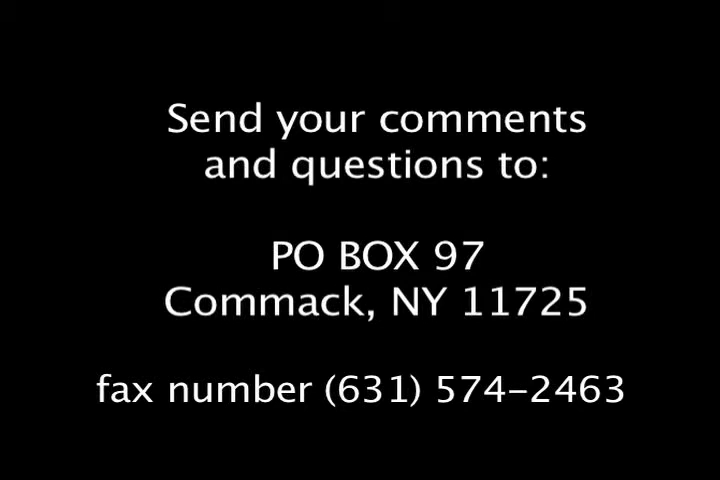 Send your comments
and questions to:
PO BOX 97
Commack, NY 11725
fax number (631) 574-2463